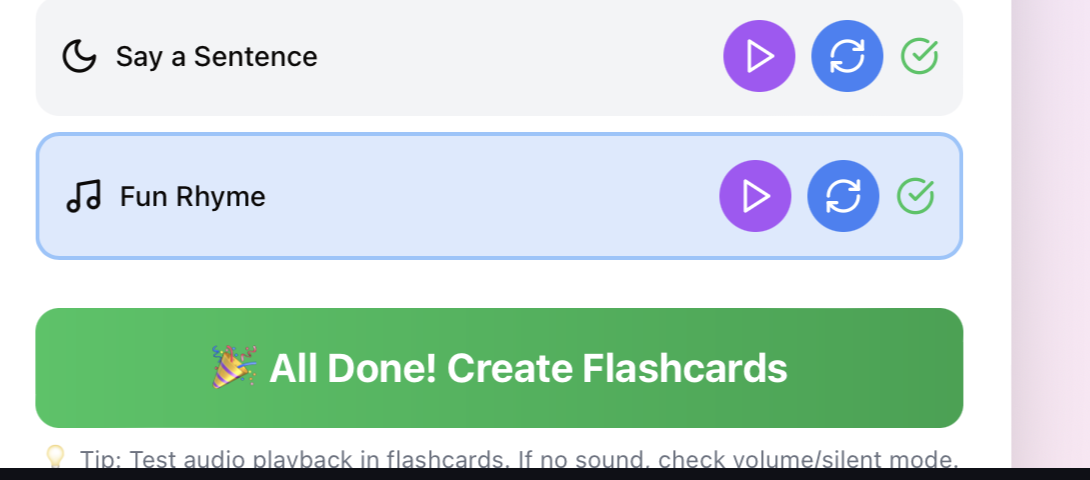 Say a Sentence
Fun Rhyme
🎉 All Done! Create Flashcards
💡 Tip: Test audio playback in flashcards. If no sound, check volume/silent mode.